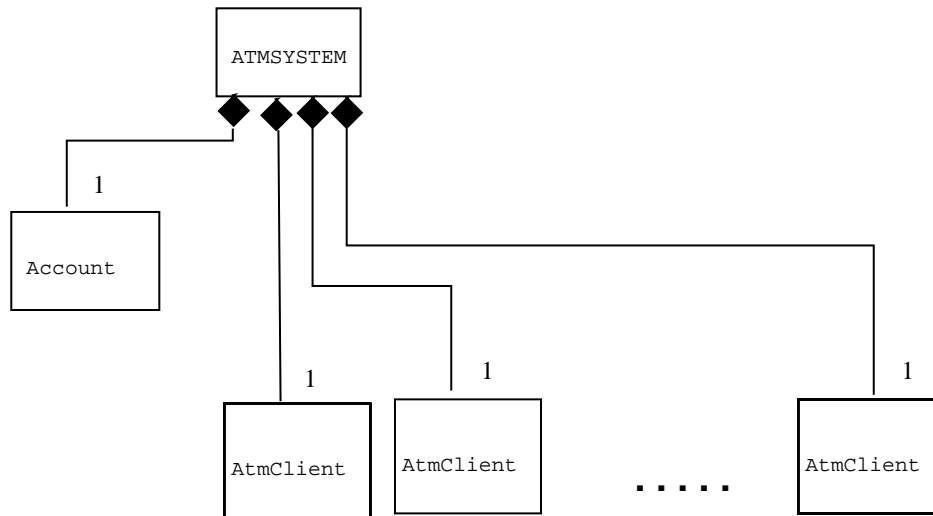 ATMSYSTEM
1
Account
1
1
1
AtmClient
AtmClient
.....
AtmClient